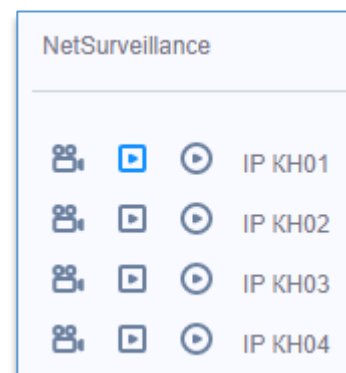 NetSurveillance
IP KH01
IP KH02
IP KH03
IP KH04